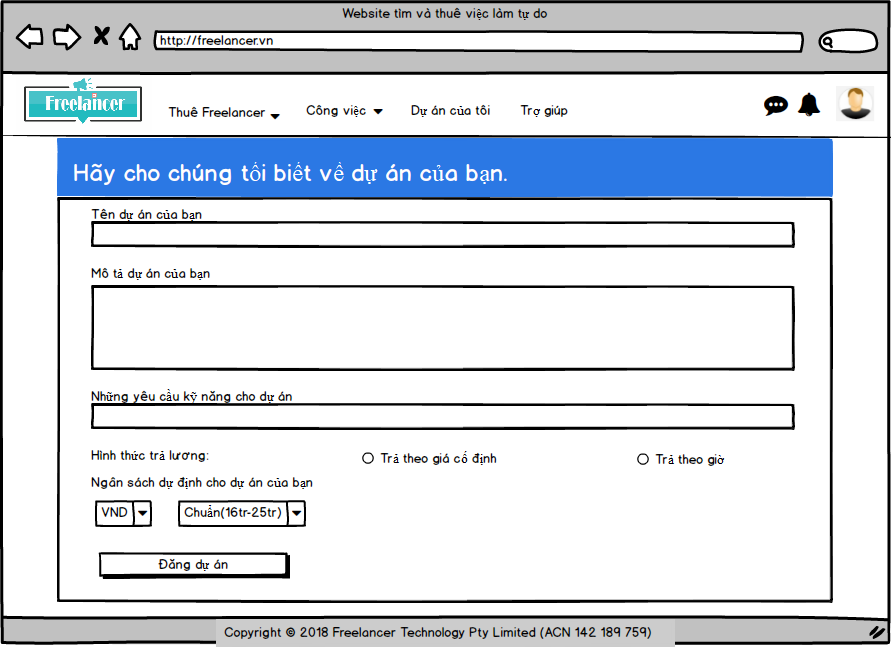 Website tìm và thuê việc làm tự do
http://freelancer.vn
Freelancer
Thuê Freelancer
Công việc
Dự án của tôi
Trợ giúp
Hãy cho chúng tôi biết về dự án của bạn.
Tên dự án của bạn
Mô tả dự án của bạn
Những yêu cầu kỹ năng cho dự án
Hình thức trả lương:
Trả theo giá cố định
Trả theo giờ
Ngân sách dự định cho dự án của bạn
VND
Chuẩn(16tr-25tr)
Đăng dự án
Copyright © 2018 Freelancer Technology Pty Limited (ACN 142 189 759)